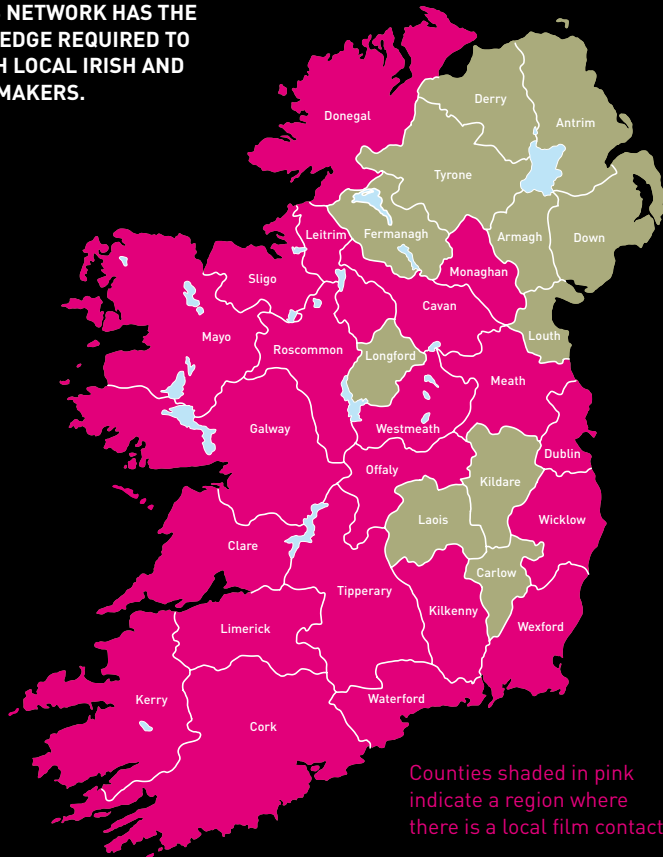 NETWORK HAS THE
EDGE REQUIRED TO
LOCAL IRISH AND
MAKERS.
Donegal
Derry
Antrim
Tyrone
Fermanagh
Leitrim
Armagh
Down
Monaghan
Sligo
Cavan
Mayo
Roscommon
Longford
Louth
Meath
Galway
Westmeath
Dublin
Offaly
Kildare
Laois
Wicklow
Clare
Carlow
Tipperary
Kilkenny
Wexford
Limerick
Kerry
Waterford
Cork
Counties shaded in pink
indicate a region where
there is a local film contact